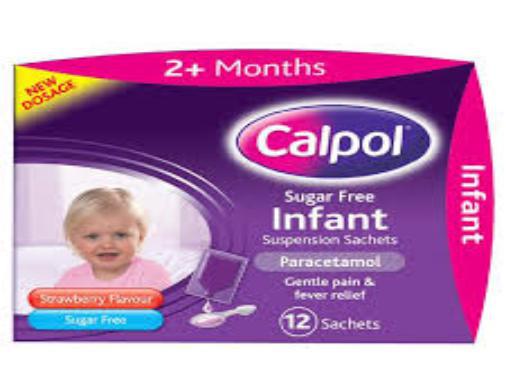 2+ Months
NEW
DOSAGE
Calpol®
Sugar Free
Infant
Suspension Sachets
Paracetamol
Gentle pain &
fever relief
12 Sachets
Strawberry Flavour
Sugar Free
Infant